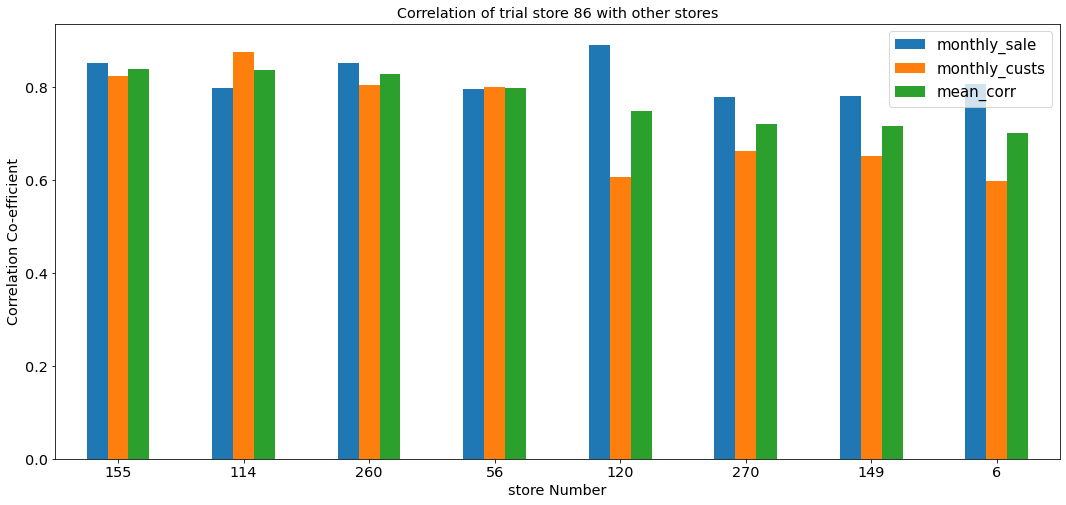 Correlation of trial store 86 with other stores
monthly_sale
monthly_custs
mean_corr
Correlation Co-efficient
0.8
0.6
0.4
0.2
0.0
155 114 260 56 120 270 149 6
store Number